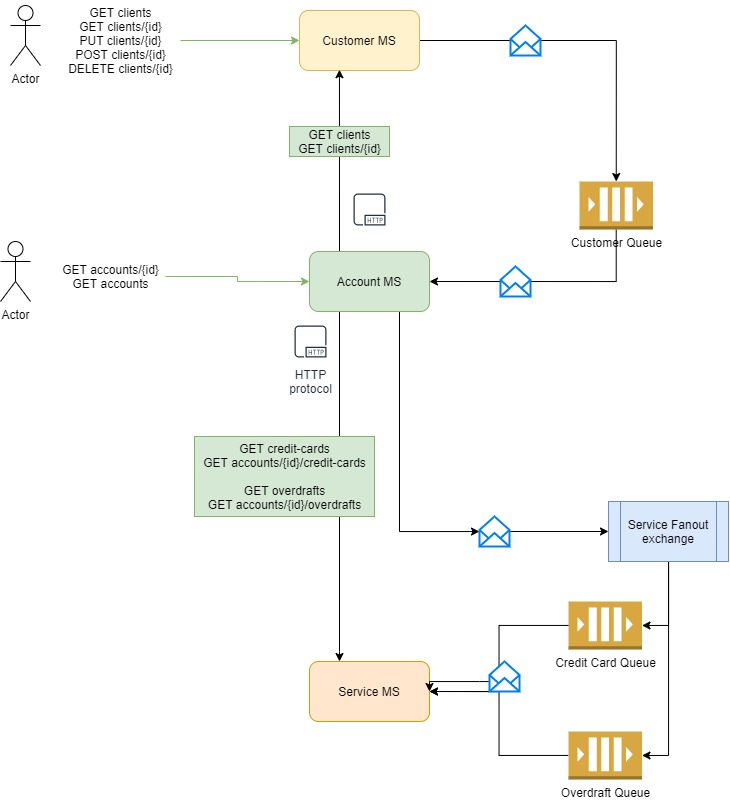 GET clients
GET clients/{id}
PUT clients/{id}
POST clients/{id}
DELETE clients/{id}
Actor
Customer MS
GET clients
GET clients/{id}
HTTP
Customer Queue
GET accounts/{id}
GET accounts
Actor
Account MS
HTTP
HTTP
protocol
GET credit-cards
GET accounts/{id}/credit-cards
GET overdrafts
GET accounts/{id}/overdrafts
Service Fanout
exchange
Credit Card Queue
Service MS
Overdraft Queue